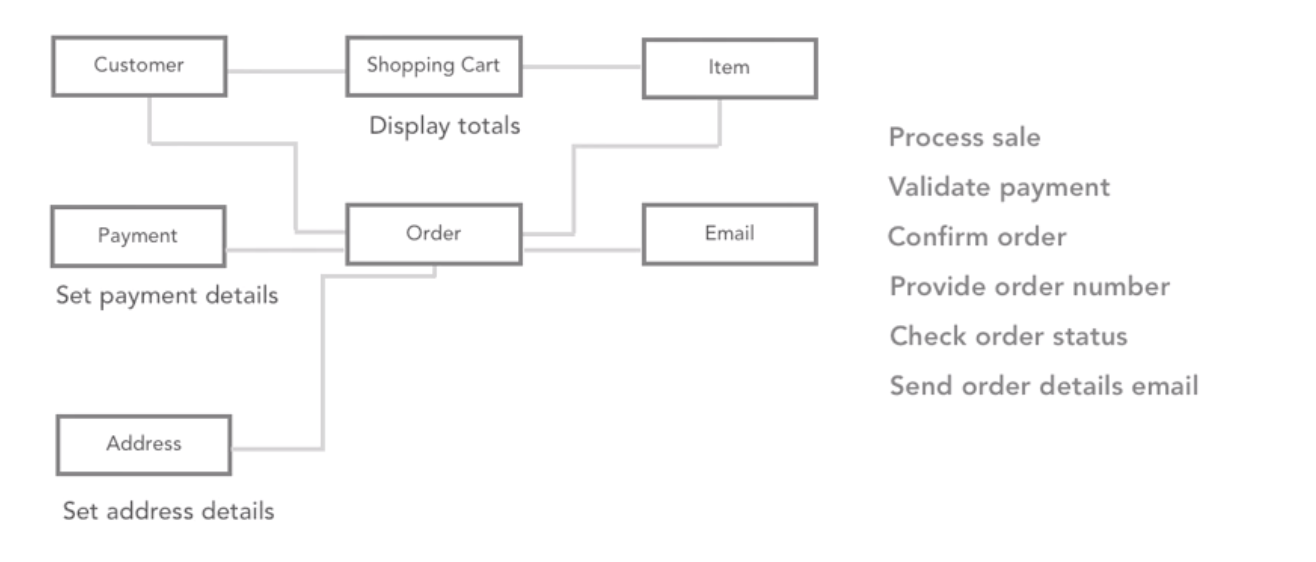 Customer
Shopping Cart
Item
Display totals
Payment
Order
Email
Set payment details
Address
Set address details
Process sale
Validate payment
Confirm order
Provide order number
Check order status
Send order details email